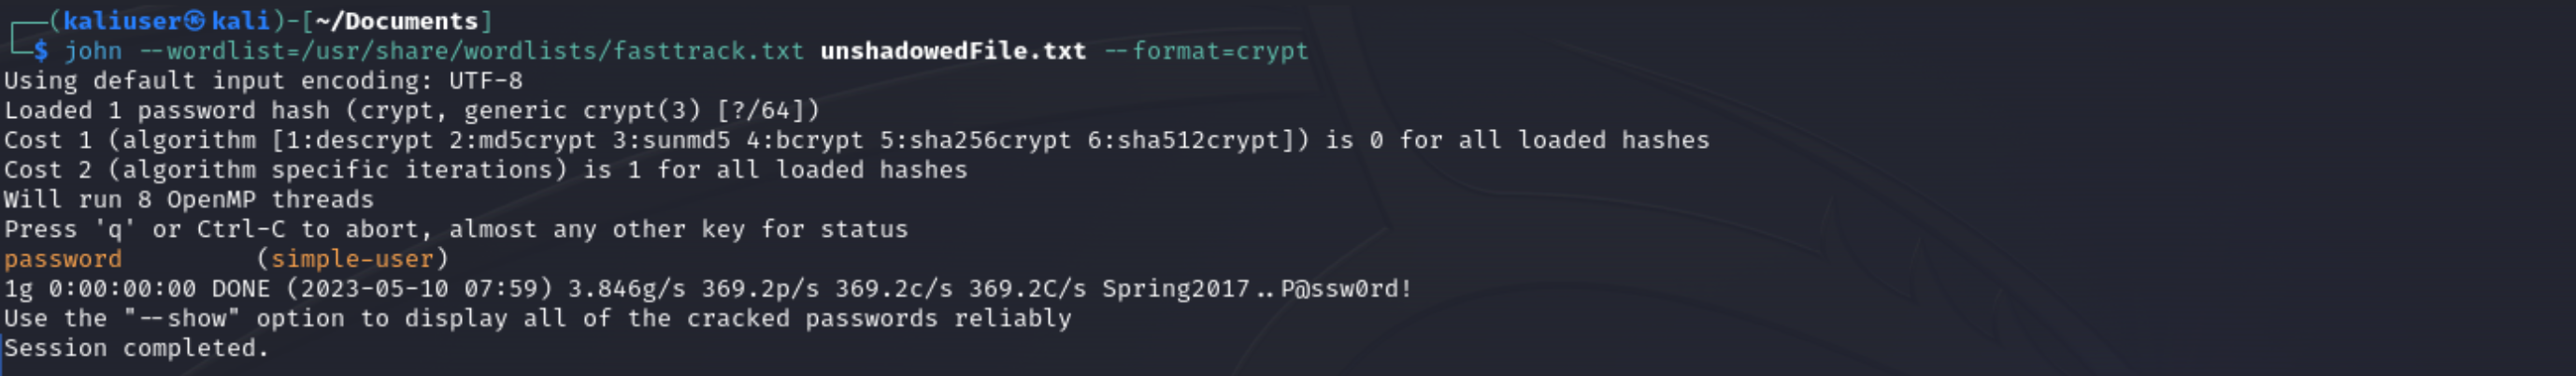 ┌──(kaliuser㉿kali)-[~/Documents]
└─$ john --wordlist=/usr/share/wordlists/fasttrack.txt unshadowedFile.txt --format=crypt
Using default input encoding: UTF-8
Loaded 1 password hash (crypt, generic crypt(3) [?/64])
Cost 1 (algorithm [1:descrypt 2:md5crypt 3:sunmd5 4:bcrypt 5:sha256crypt 6:sha512crypt]) is 0 for all loaded hashes
Cost 2 (algorithm specific iterations) is 1 for all loaded hashes
Will run 8 OpenMP threads
Press 'q' or Ctrl-C to abort, almost any other key for status
password         (simple-user)
1g 0:00:00:00 DONE (2023-05-10 07:59) 3.846g/s 369.2p/s 369.2c/s 369.2C/s Spring2017..P@ssw0rd!
Use the "--show" option to display all of the cracked passwords reliably
Session completed.